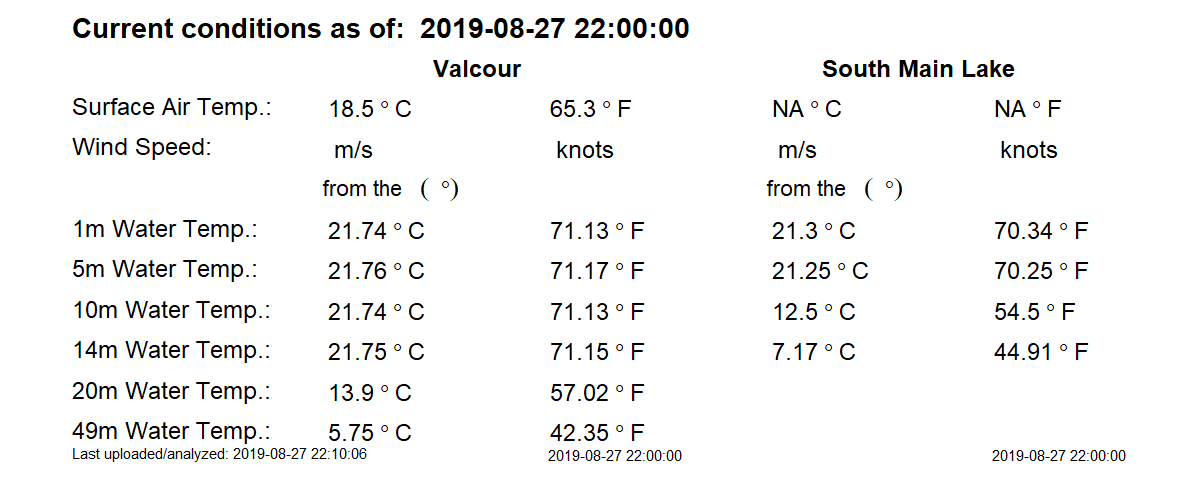 Current conditions as of: 2019-08-27 22:00:00
Valcour South Main Lake
Surface Air Temp.: 18.5 ° C 65.3 ° F NA ° C NA ° F
Wind Speed: m/s knots m/s knots
from the ( °) from the ( °)
1m Water Temp.: 21.74 ° C 71.13 ° F 21.3 ° C 70.34 ° F
5m Water Temp.: 21.76 ° C 71.17 ° F 21.25 ° C 70.25 ° F
10m Water Temp.: 21.74 ° C 71.13 ° F 12.5 ° C 54.5 ° F
14m Water Temp.: 21.75 ° C 71.15 ° F 7.17 ° C 44.91 ° F
20m Water Temp.: 13.9 ° C 57.02 ° F
49m Water Temp.: 5.75 ° C 42.35 ° F
Last uploaded/analyzed: 2019-08-27 22:10:06 2019-08-27 22:00:00 2019-08-27 22:00:00